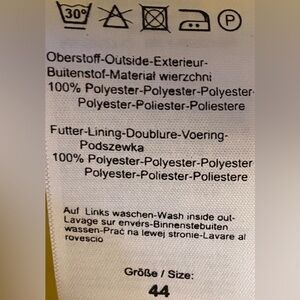 30° P
Oberstoff-Outside-Exterieur-
Buitenstof-Material wierzchni
100% Polyester-Polyester-Polyester
Polyester-Poliester-Poliestere
Futter-Lining-Doublure-Voering-
Podszewka
100% Polyester-Polyester-Polyester
Polyester-Poliester-Poliestere
Auf Links waschen-Wash inside out-
Lavage sur envers-Binnenstebuiten
wassen-Prać na lewej stronie-Lavare al
rovescio
Größe / Size:
44